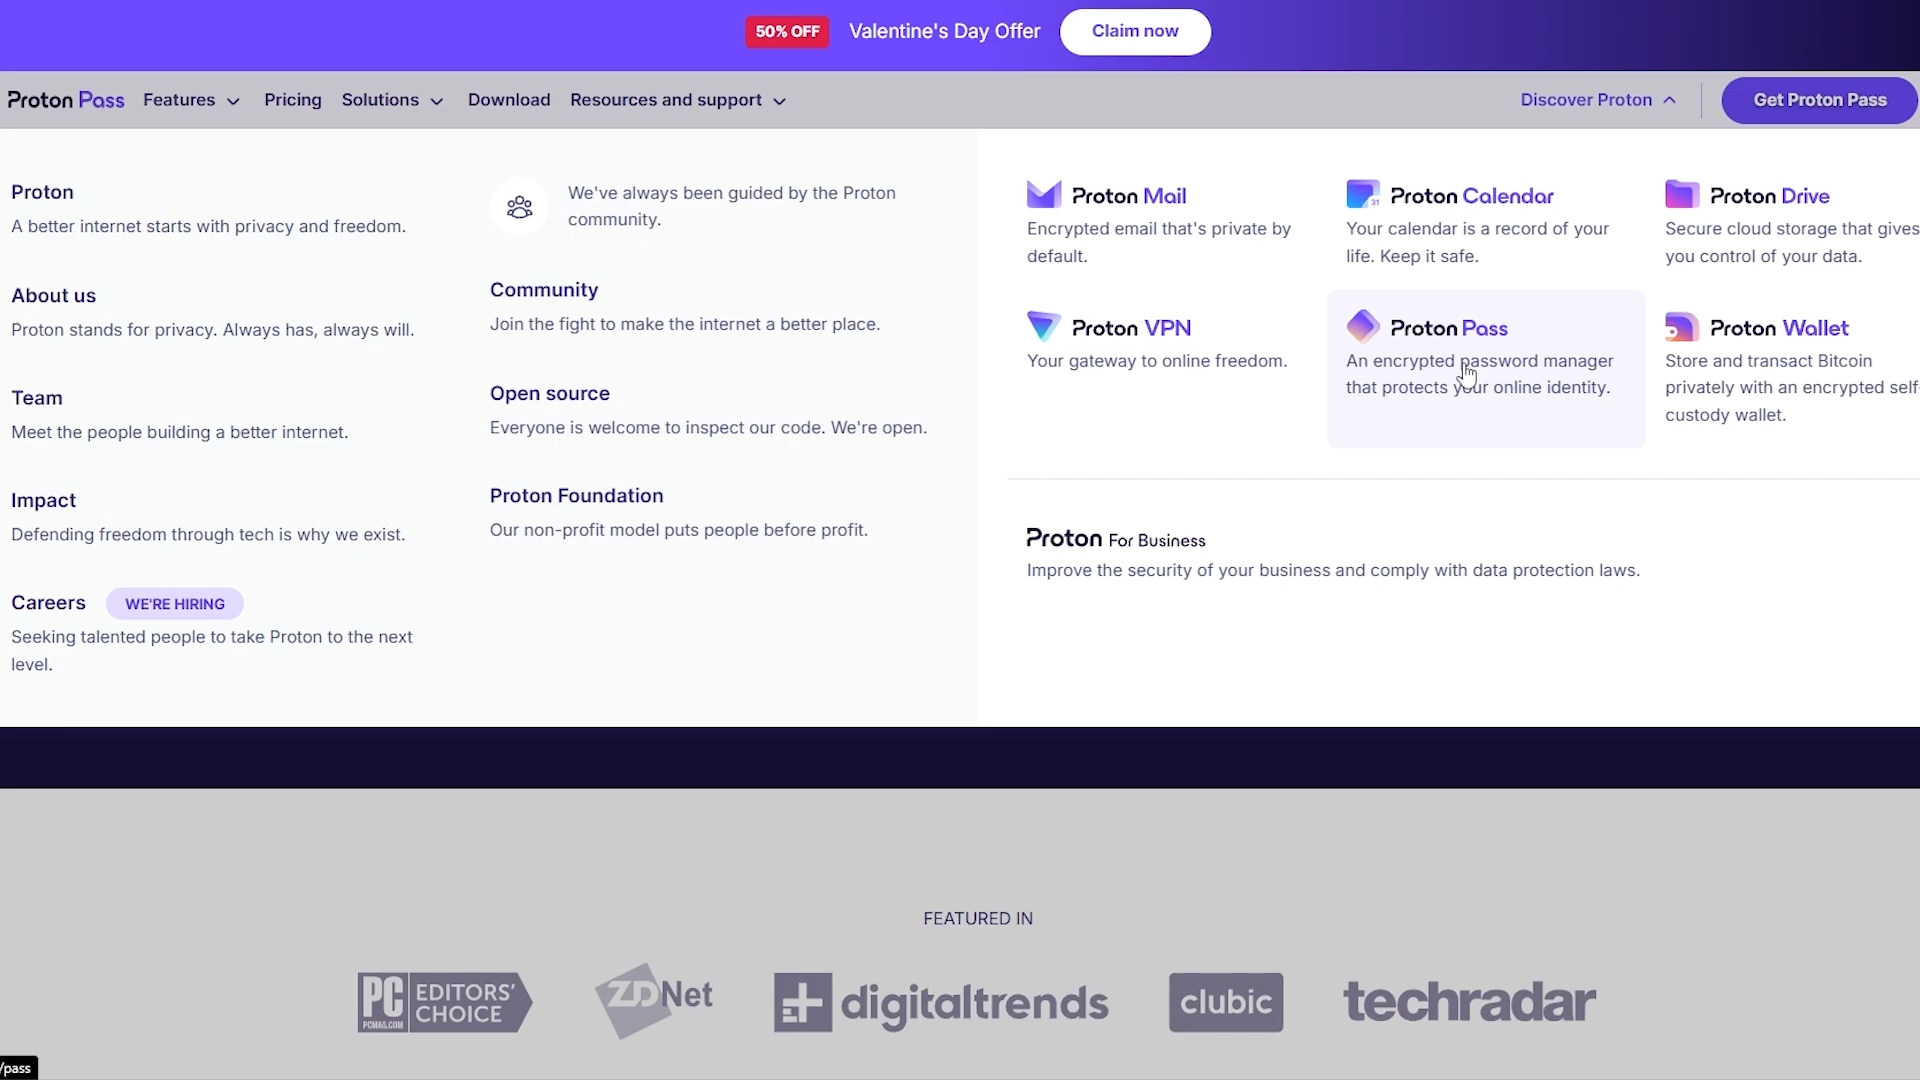 50% OFF Valentine's Day Offer Claim now
Proton Pass Features Pricing Solutions Download Resources and support Discover Proton Get Proton Pass
Proton
A better internet starts with privacy and freedom.
About us
Proton stands for privacy. Always has, always will.
Team
Meet the people building a better internet.
Impact
Defending freedom through tech is why we exist.
Careers WE'RE HIRING
Seeking talented people to take Proton to the next
level.
We've always been guided by the Proton
community.
Community
Join the fight to make the internet a better place.
Open source
Everyone is welcome to inspect our code. We're open.
Proton Foundation
Our non-profit model puts people before profit.
Proton Mail
Encrypted email that's private by
default.
Proton Calendar
31
Your calendar is a record of your
life. Keep it safe.
Proton Drive
Secure cloud storage that gives
you control of your data.
Proton VPN
Your gateway to online freedom.
Proton Pass
An encrypted password manager
that protects your online identity.
Proton Wallet
Store and transact Bitcoin
privately with an encrypted self-
custody wallet.
Proton For Business
Improve the security of your business and comply with data protection laws.
FEATURED IN
PC
PCMAG.COM
EDITORS'
CHOICE
ZDNet
digitaltrends
clubic
techradar
/pass